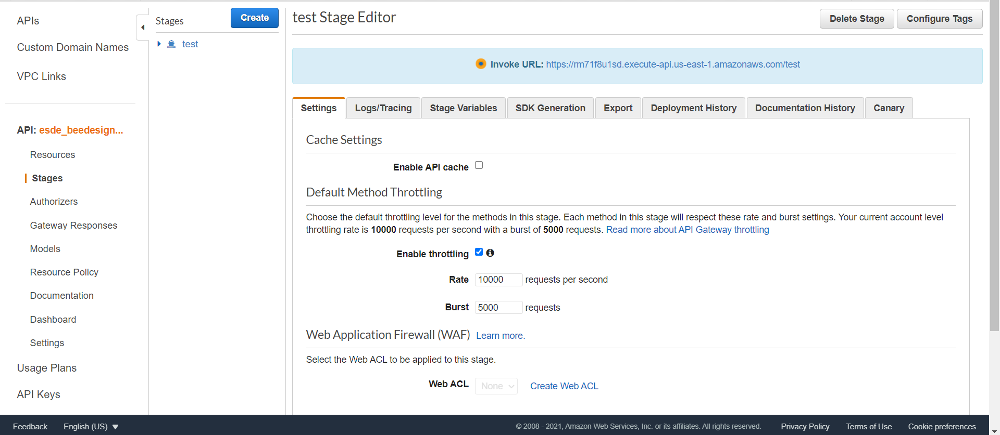 APIs
Custom Domain Names
VPC Links
API: esde_beedesign...
Resources
Stages
Authorizers
Gateway Responses
Models
Resource Policy
Documentation
Dashboard
Settings
Usage Plans
API Keys
Stages
Create
test
test Stage Editor
Delete Stage
Configure Tags
Invoke URL: https://rm71f8u1sd.execute-api.us-east-1.amazonaws.com/test
Settings
Logs/Tracing
Stage Variables
SDK Generation
Export
Deployment History
Documentation History
Canary
Cache Settings
Enable API cache
Default Method Throttling
Choose the default throttling level for the methods in this stage. Each method in this stage will respect these rate and burst settings. Your current account level
throttling rate is 10000 requests per second with a burst of 5000 requests. Read more about API Gateway throttling
Enable throttling
Rate 10000 requests per second
Burst 5000 requests
Web Application Firewall (WAF) Learn more.
Select the Web ACL to be applied to this stage.
Web ACL None Create Web ACL
Feedback
English (US)
© 2008 - 2021, Amazon Web Services, Inc. or its affiliates. All rights reserved.
Privacy Policy
Terms of Use
Cookie preferences